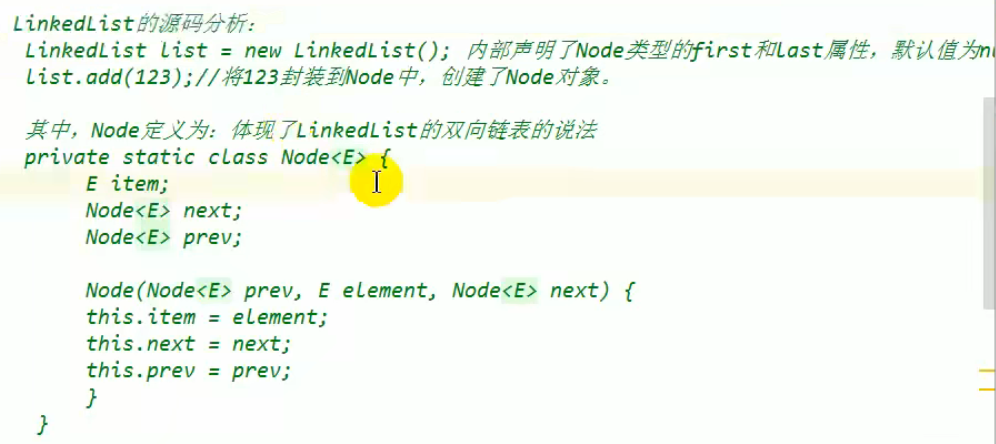 LinkedList的源码分析：
LinkedList list = new LinkedList(); 内部声明了Node类型的first和last属性，默认值为nu
list.add(123);//将123封装到Node中，创建了Node对象。
其中，Node定义为：体现了LinkedList的双向链表的说法
private static class Node<E> {
E item;
Node<E> next;
Node<E> prev;
Node(Node<E> prev, E element, Node<E> next) {
this.item = element;
this.next = next;
this.prev = prev;
}
}